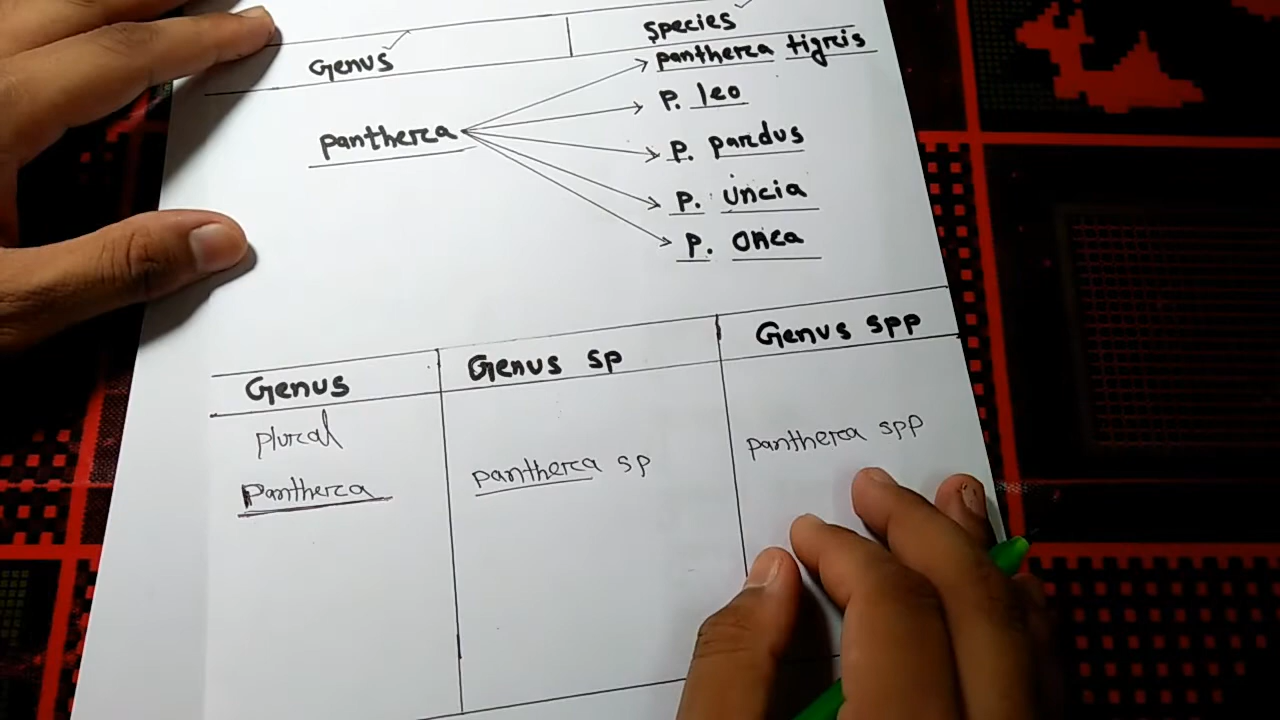 Genus Species
panthera panthera tigris
P. leo
P. pardus
P. uncia
P. onca
Genus Genus sp Genus spp
plural
Panthera panthera sp panthera spp